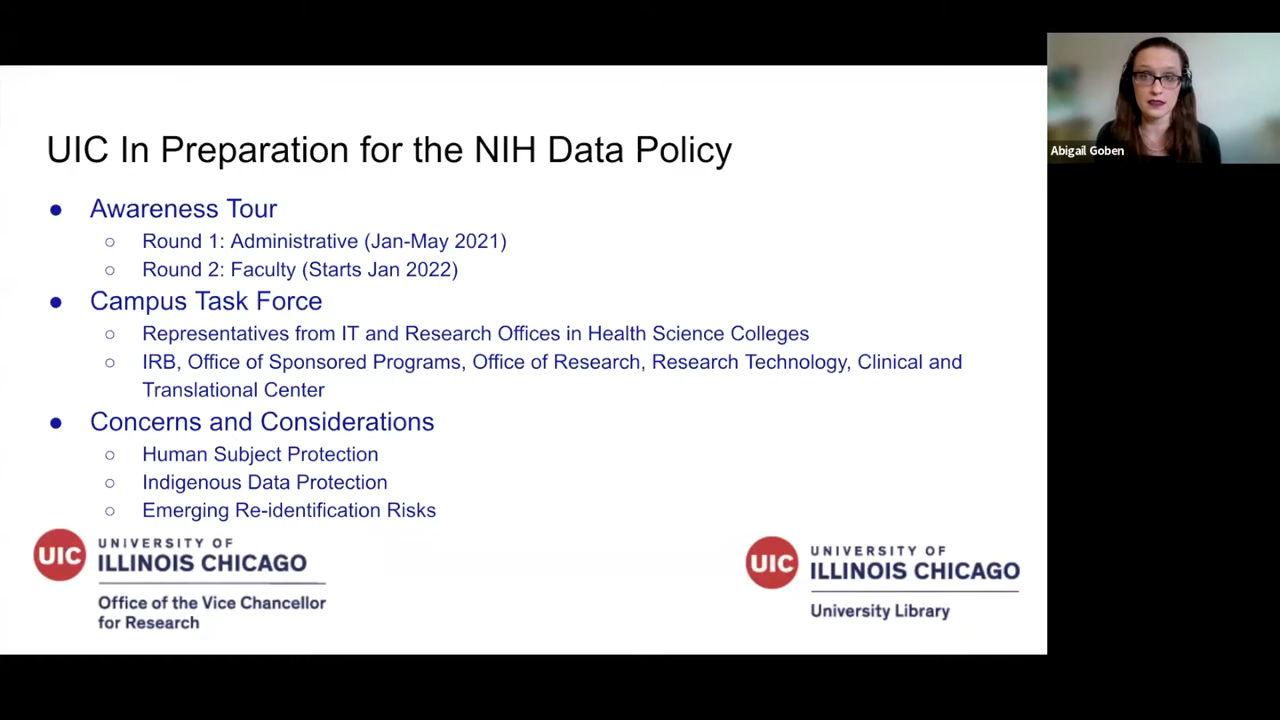 UIC In Preparation for the NIH Data Policy
● Awareness Tour
○ Round 1: Administrative (Jan-May 2021)
○ Round 2: Faculty (Starts Jan 2022)
● Campus Task Force
○ Representatives from IT and Research Offices in Health Science Colleges
○ IRB, Office of Sponsored Programs, Office of Research, Research Technology, Clinical and
Translational Center
● Concerns and Considerations
○ Human Subject Protection
○ Indigenous Data Protection
○ Emerging Re-identification Risks
UIC
UNIVERSITY OF
ILLINOIS CHICAGO
Office of the Vice Chancellor
for Research
UIC
UNIVERSITY OF
ILLINOIS CHICAGO
University Library
Abigail Goben